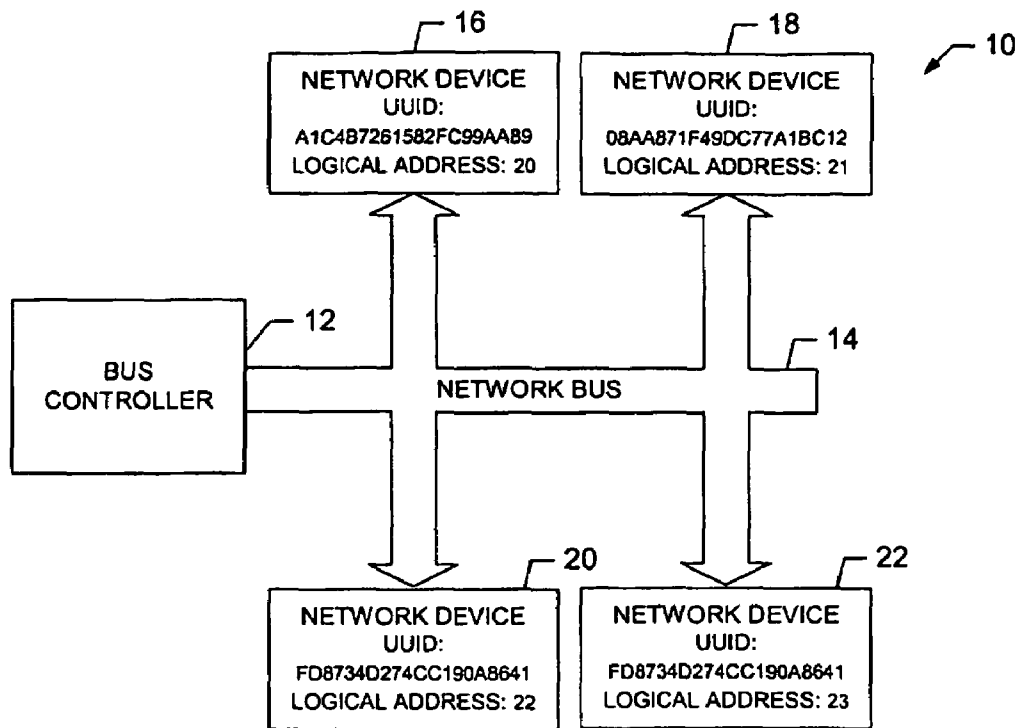 16
18
10
NETWORK DEVICE
UUID:
A1C4B7261582FC99AA89
LOGICAL ADDRESS: 20
NETWORK DEVICE
UUID:
08AA871F49DC77A1BC12
LOGICAL ADDRESS: 21
12
BUS
CONTROLLER
14
NETWORK BUS
20
22
NETWORK DEVICE
UUID:
FD8734D274CC190A8641
LOGICAL ADDRESS: 22
NETWORK DEVICE
UUID:
FD8734D274CC190A8641
LOGICAL ADDRESS: 23